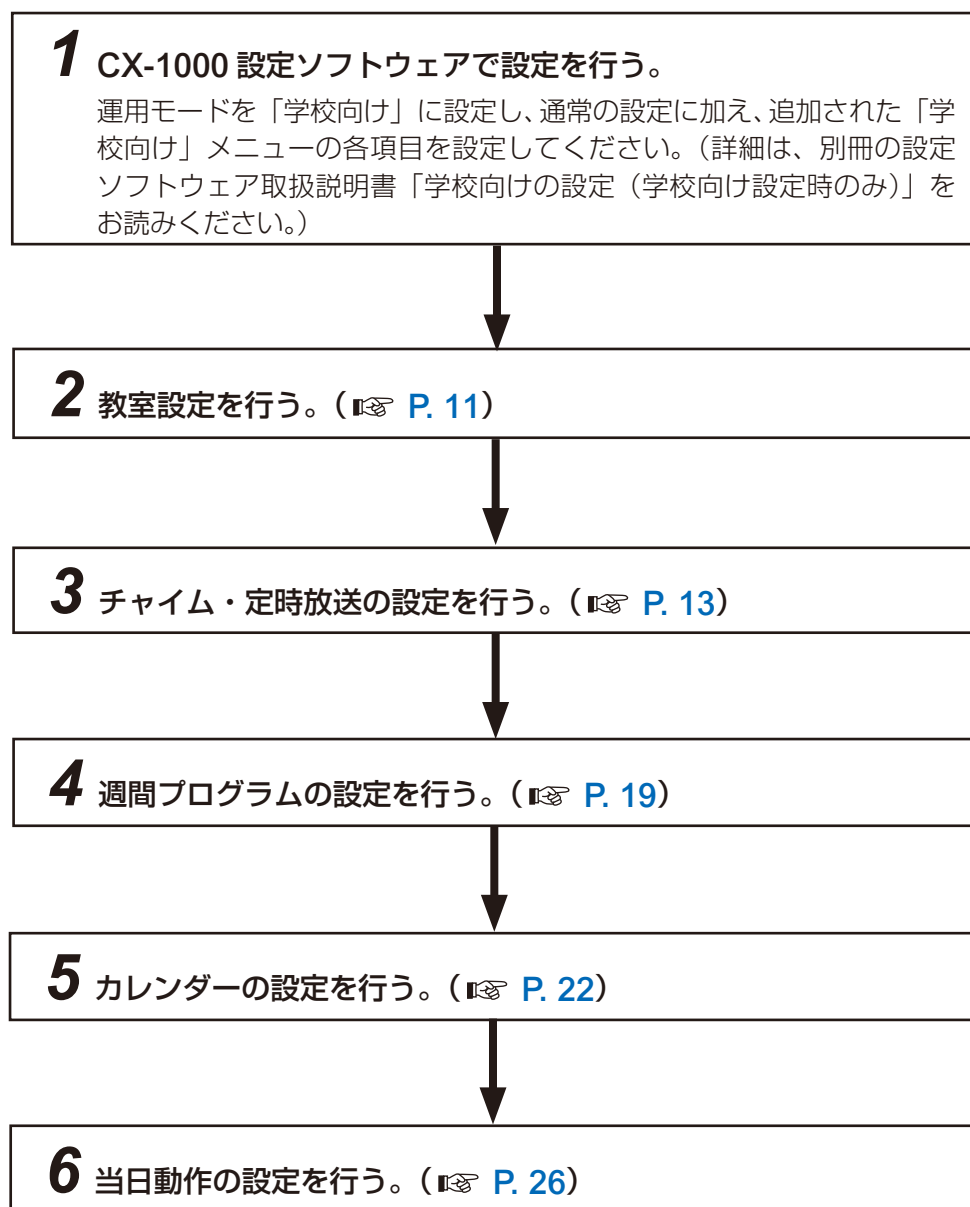 1 CX-1000 設定ソフトウェアで設定を行う。
運用モードを「学校向け」に設定し、通常の設定に加え、追加された「学
校向け」メニューの各項目を設定してください。（詳細は、別冊の設定
ソフトウェア取扱説明書「学校向けの設定（学校向け設定時のみ）」を
お読みください。）
2 教室設定を行う。（☞ P. 11）
3 チャイム・定時放送の設定を行う。（☞ P. 13）
4 週間プログラムの設定を行う。（☞ P. 19）
5 カレンダーの設定を行う。（☞ P. 22）
6 当日動作の設定を行う。（☞ P. 26）